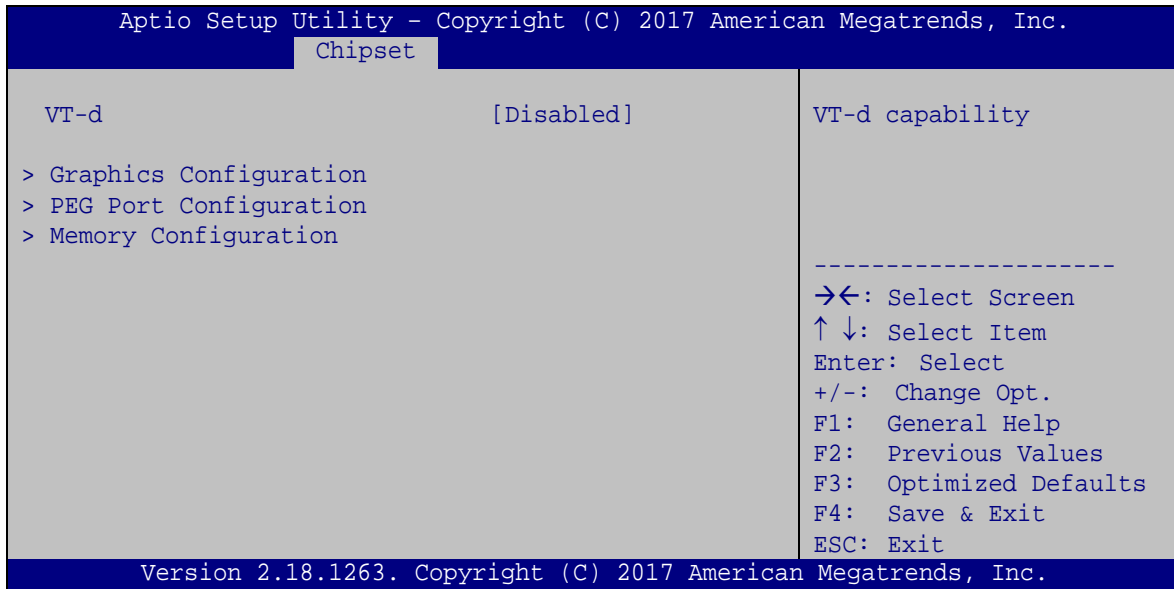 Aptio Setup Utility – Copyright (C) 2017 American Megatrends, Inc.
Chipset
VT-d [Disabled]
> Graphics Configuration
> PEG Port Configuration
> Memory Configuration
VT-d capability
---------------------
→←: Select Screen
↑ ↓: Select Item
Enter: Select
+/-: Change Opt.
F1: General Help
F2: Previous Values
F3: Optimized Defaults
F4: Save & Exit
ESC: Exit
Version 2.18.1263. Copyright (C) 2017 American Megatrends, Inc.